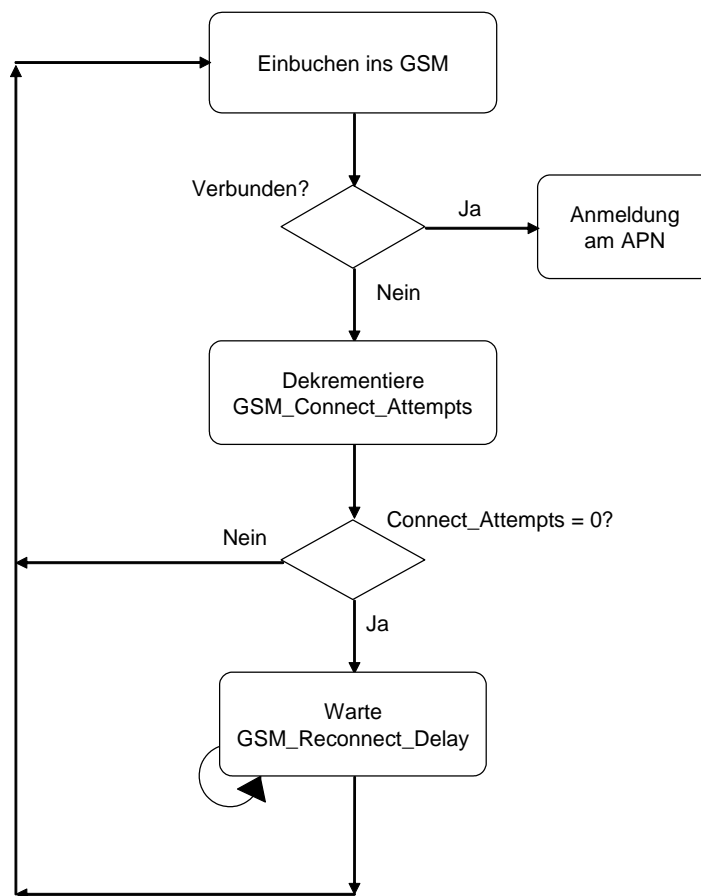 Einbuchen ins GSM
Verbunden?
Ja
Anmeldung
am APN
Nein
Dekrementiere
GSM_Connect_Attempts
Connect_Attempts = 0?
Nein
Ja
Warte
GSM_Reconnect_Delay